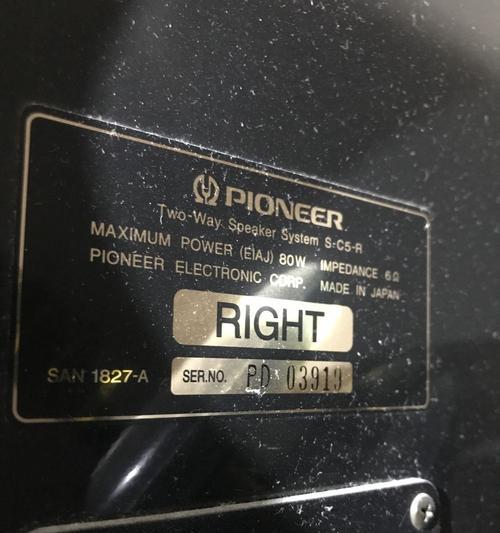 PIONEER
Two-Way Speaker System S-C5-R
MAXIMUM POWER (EIAJ) 80W IMPEDANCE 6Ω
PIONEER ELECTRONIC CORP. MADE IN JAPAN
RIGHT
SAN 1827-A SER.NO. PD 03919